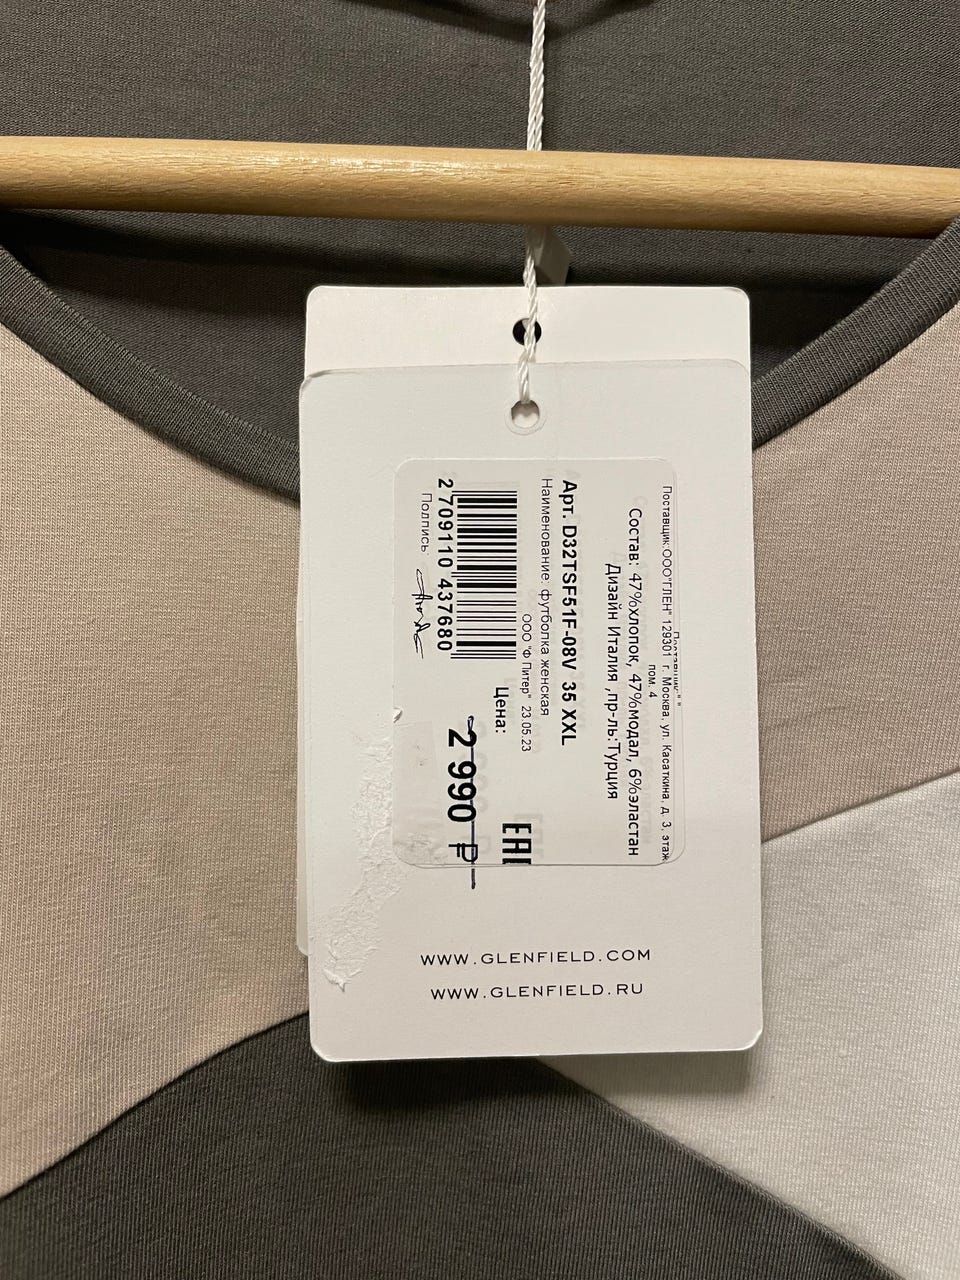 Поставщик:ООО"ГЛЕН" 129301 г. Москва, ул. Касаткина, д. 3, этаж
пом. 4
Состав: 47%хлопок, 47%модал, 6%эластан
Дизайн Италия ,пр-ль:Турция
Арт. D32TSF51F-08V 35 XXL
Наименование: футболка женская
ООО "Ф Питер" 23.05.23
2 709110 437680
Подпись:
Цена:
2 990 ₽
EAC
WWW.GLENFIELD.COM
WWW.GLENFIELD.RU